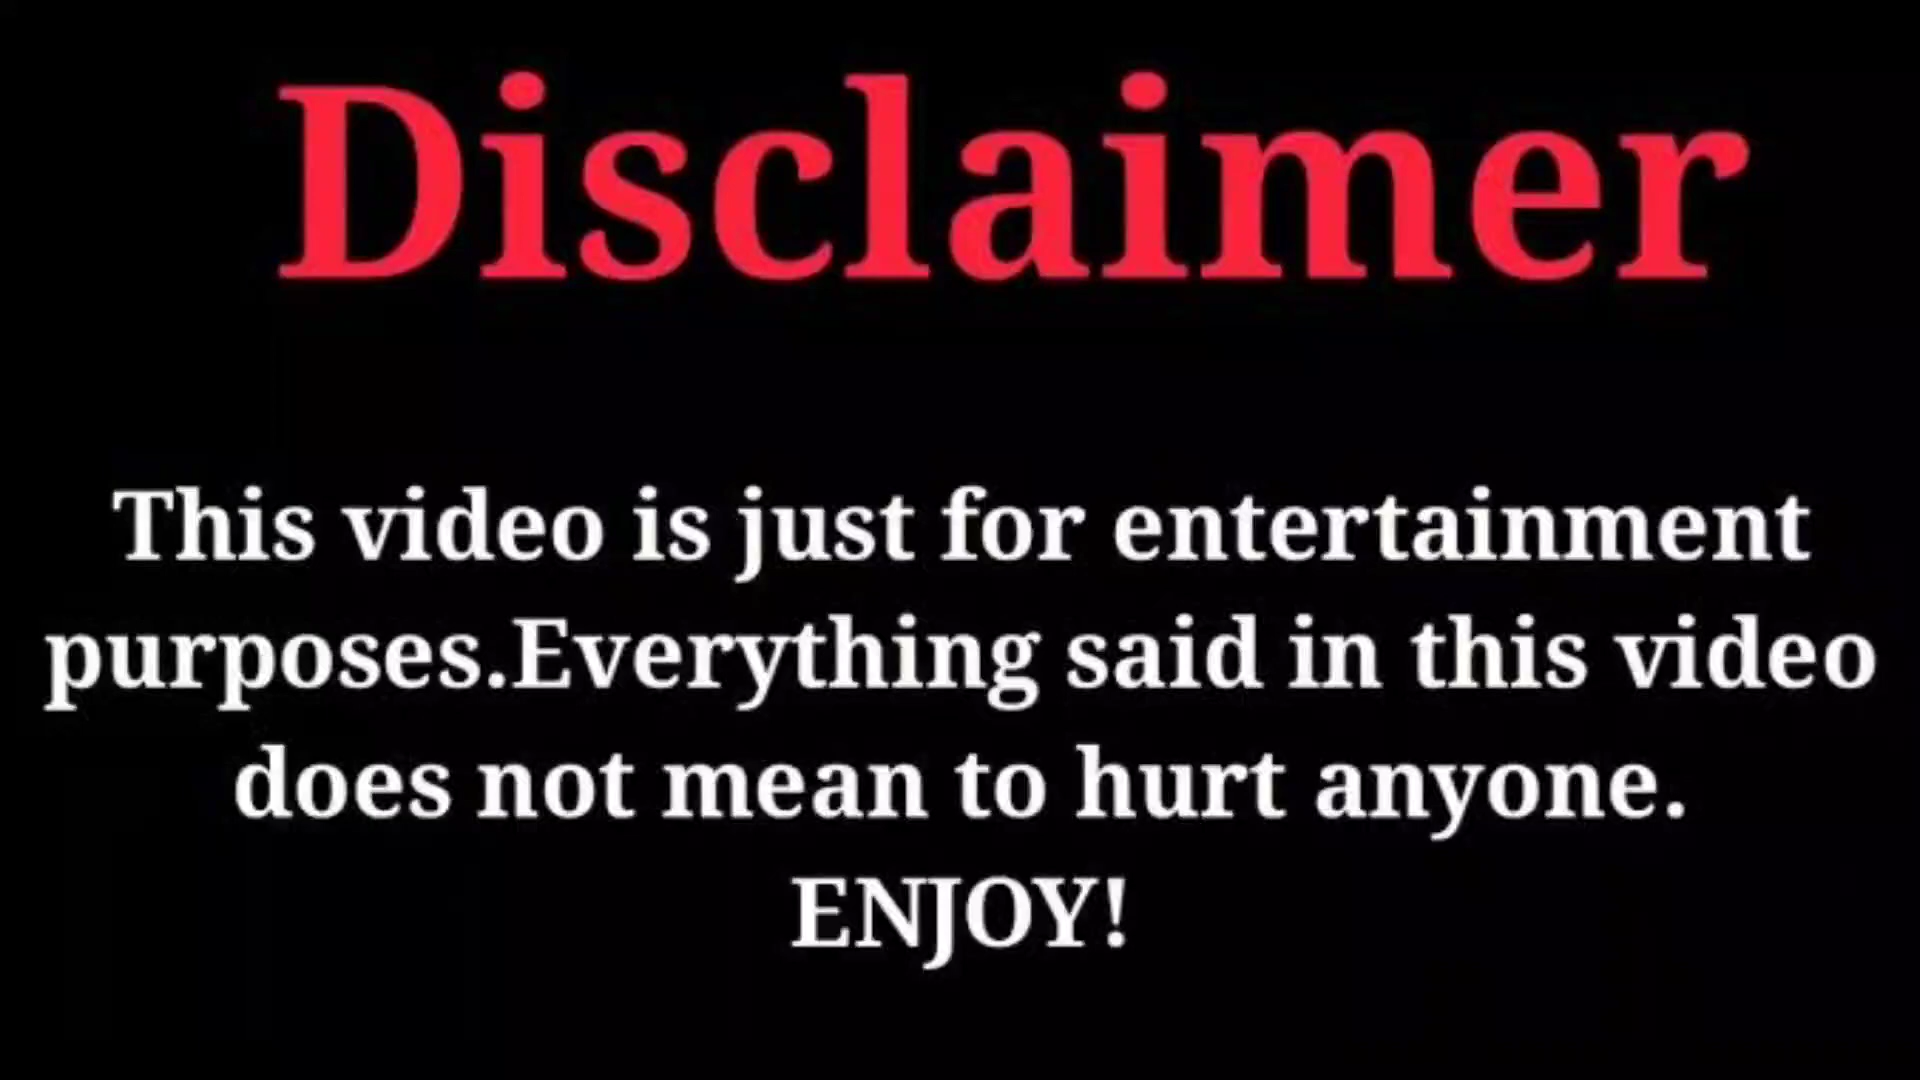 Disclaimer
This video is just for entertainment
purposes.Everything said in this video
does not mean to hurt anyone.
ENJOY!